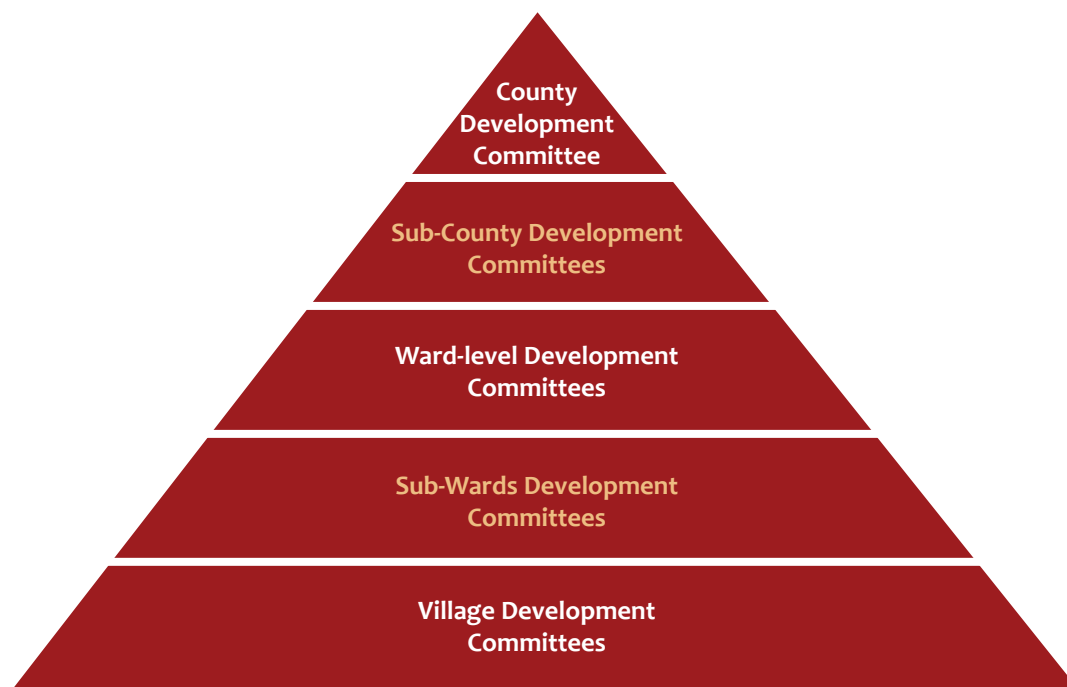 County
Development
Committee
Sub-County Development
Committees
Ward-level Development
Committees
Sub-Wards Development
Committees
Village Development
Committees